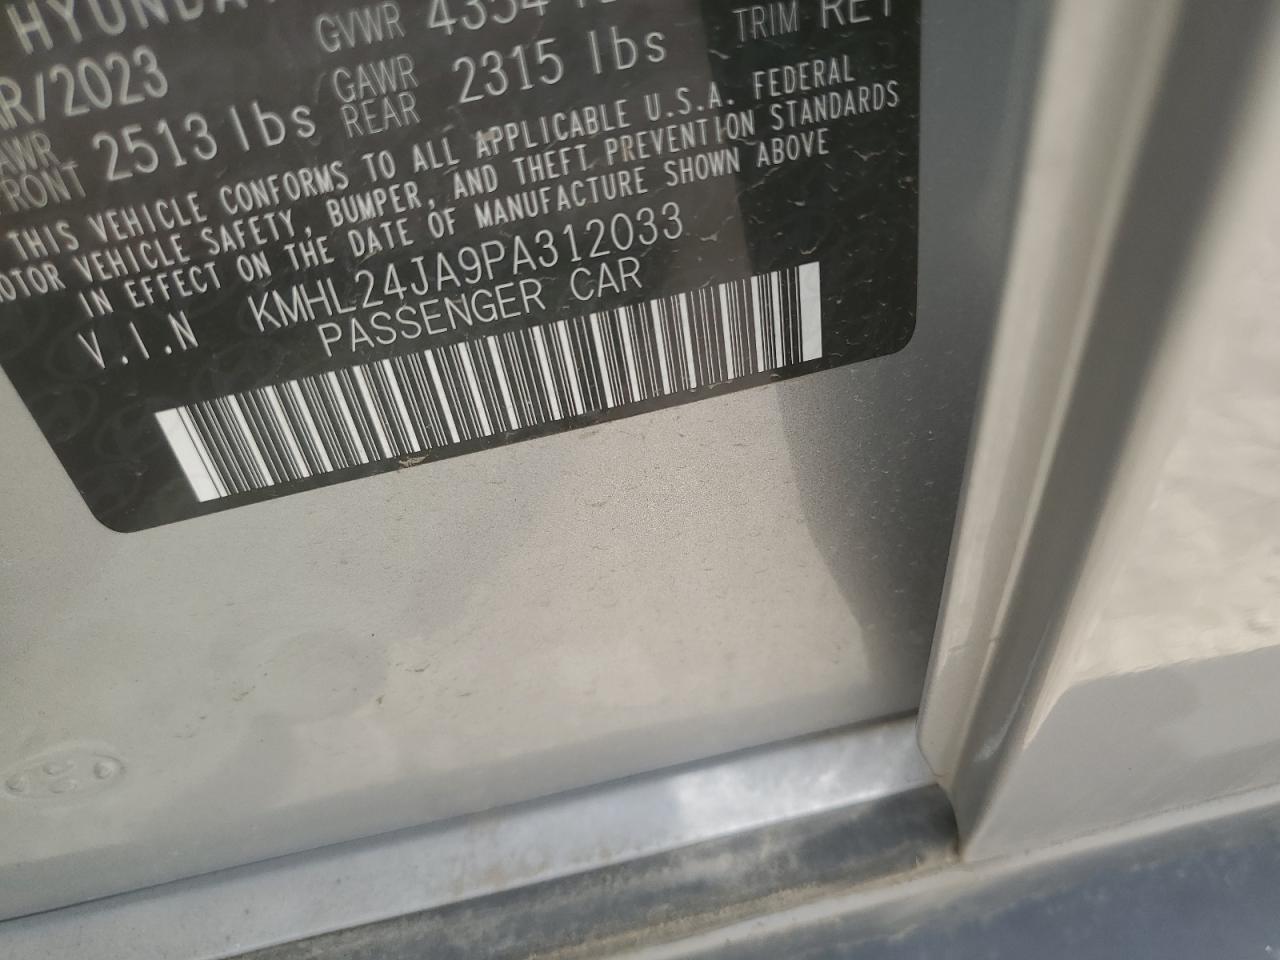 HYUNDA
R/2023
GVWR 4354
AWR
FRONT 2513 lbs
GAWR
REAR 2315 lbs
TRIM RET
THIS VEHICLE CONFORMS TO ALL APPLICABLE U.S.A. FEDERAL
MOTOR VEHICLE SAFETY, BUMPER, AND THEFT PREVENTION STANDARDS
IN EFFECT ON THE DATE OF MANUFACTURE SHOWN ABOVE
V.I.N KMHL24JA9PA312033
PASSENGER CAR